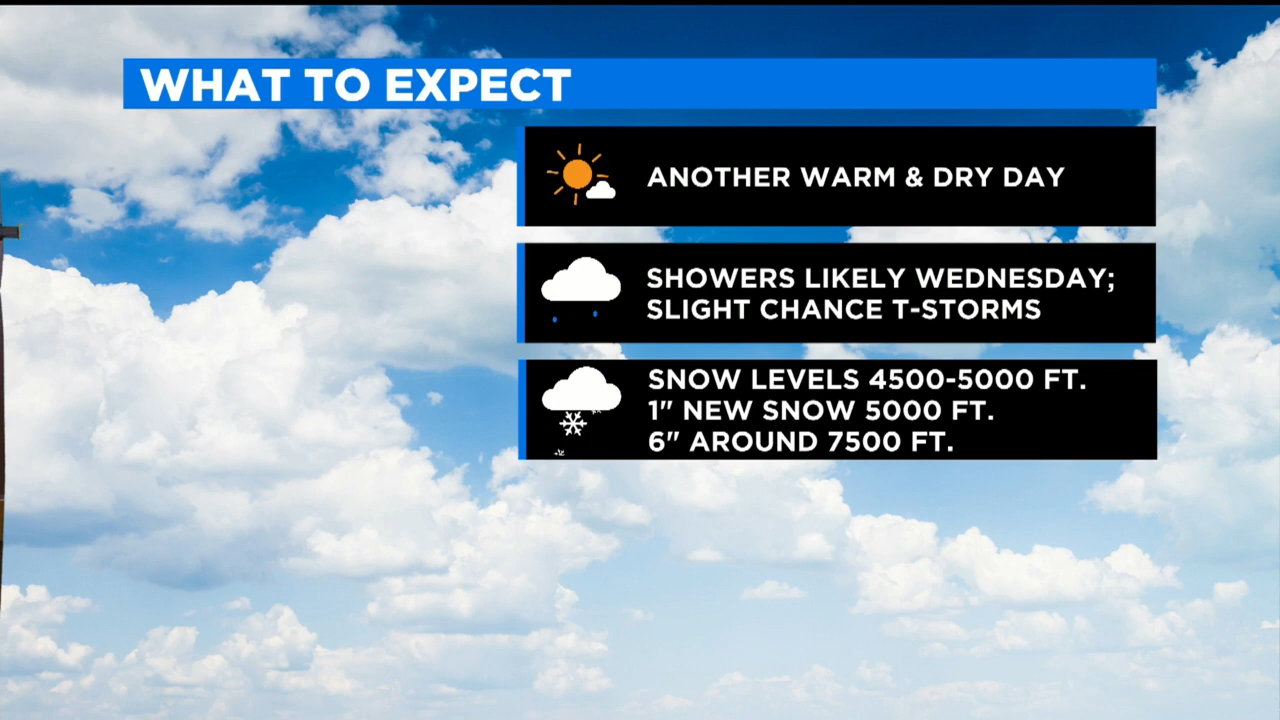 WHAT TO EXPECT
ANOTHER WARM & DRY DAY
SHOWERS LIKELY WEDNESDAY;
SLIGHT CHANCE T-STORMS
SNOW LEVELS 4500-5000 FT.
1" NEW SNOW 5000 FT.
6" AROUND 7500 FT.